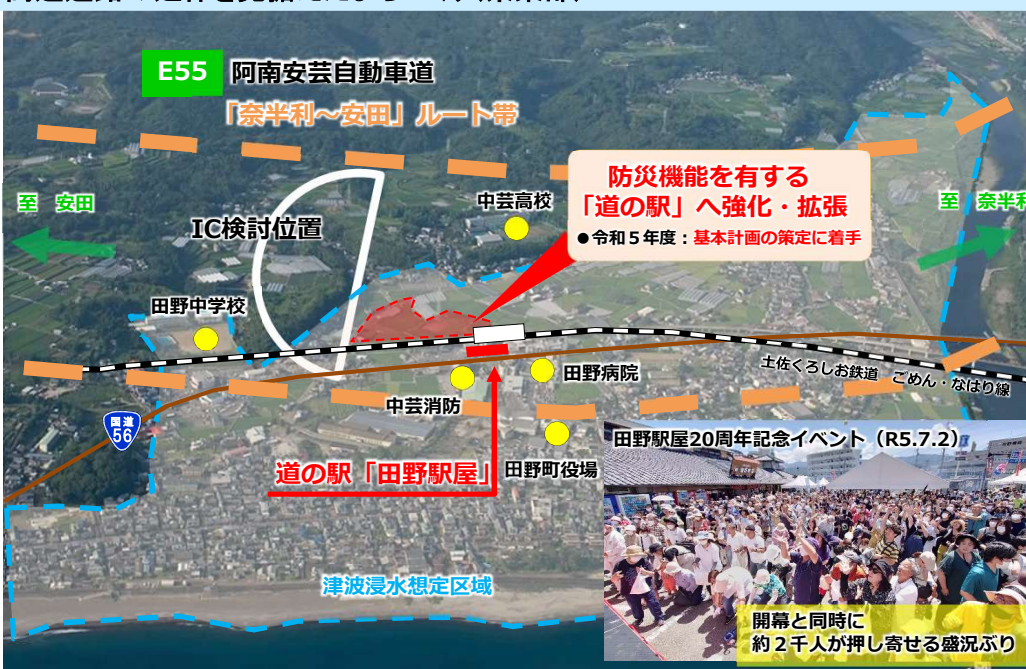 E55 阿南安芸自動車道
「奈半利～安田」ルート帯
防災機能を有する
「道の駅」へ強化・拡張
●令和５年度：基本計画の策定に着手
中芸高校
至 安田
至 奈半利
IC検討位置
田野中学校
土佐くろしお鉄道 ごめん・なはり線
田野病院
中芸消防
国道
56
道の駅「田野駅屋」
田野町役場
田野駅屋20周年記念イベント（R5.7.2）
津波浸水想定区域
開幕と同時に
約２千人が押し寄せる盛況ぶり